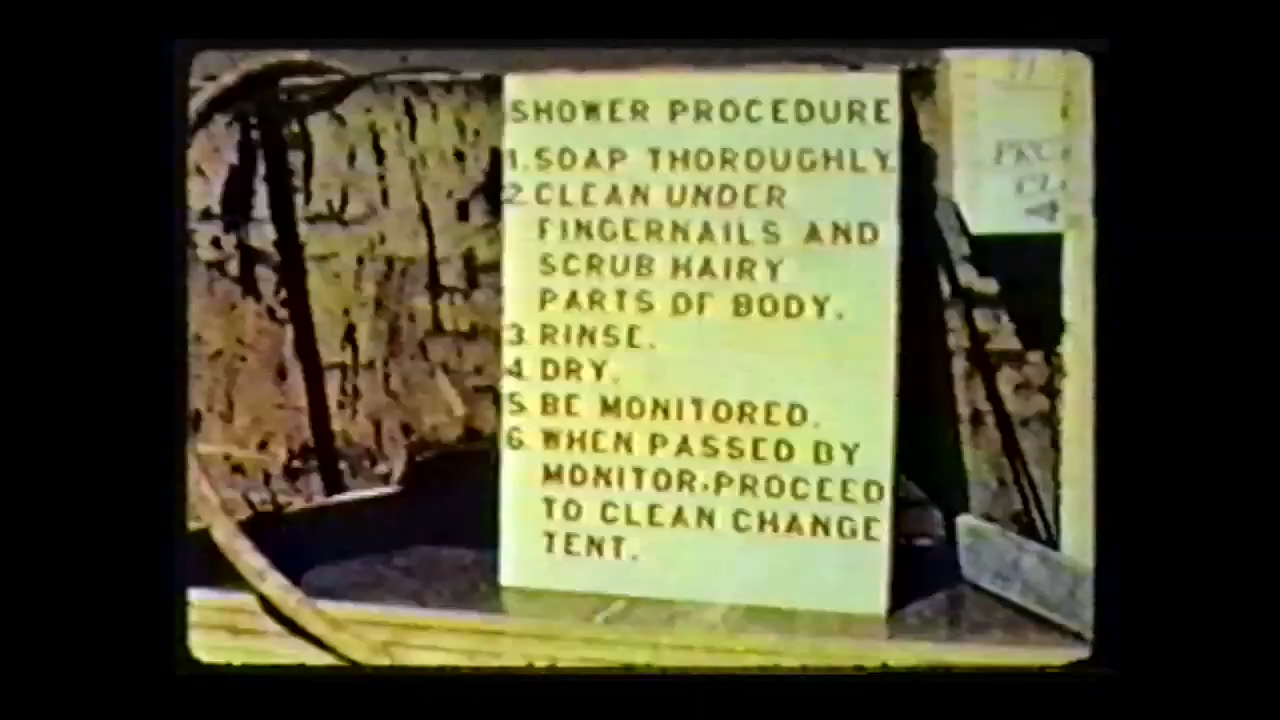 SHOWER PROCEDURE
1. SOAP THOROUGHLY.
2. CLEAN UNDER
FINGERNAILS AND
SCRUB HAIRY
PARTS OF BODY.
3. RINSE.
4. DRY.
5. BE MONITORED.
6. WHEN PASSED BY
MONITOR, PROCEED
TO CLEAN CHANGE
TENT.